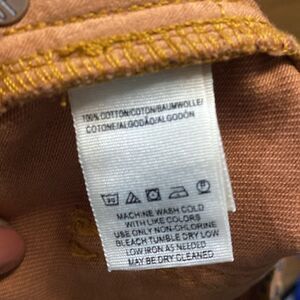 100% COTTON/COTON/BAUMWOLLE/
COTONE/ALGODÃO/ALGODÓN
MACHINE WASH COLD
WITH LIKE COLORS
USE ONLY NON-CHLORINE
BLEACH TUMBLE DRY LOW
LOW IRON AS NEEDED
MAY BE DRY CLEANED